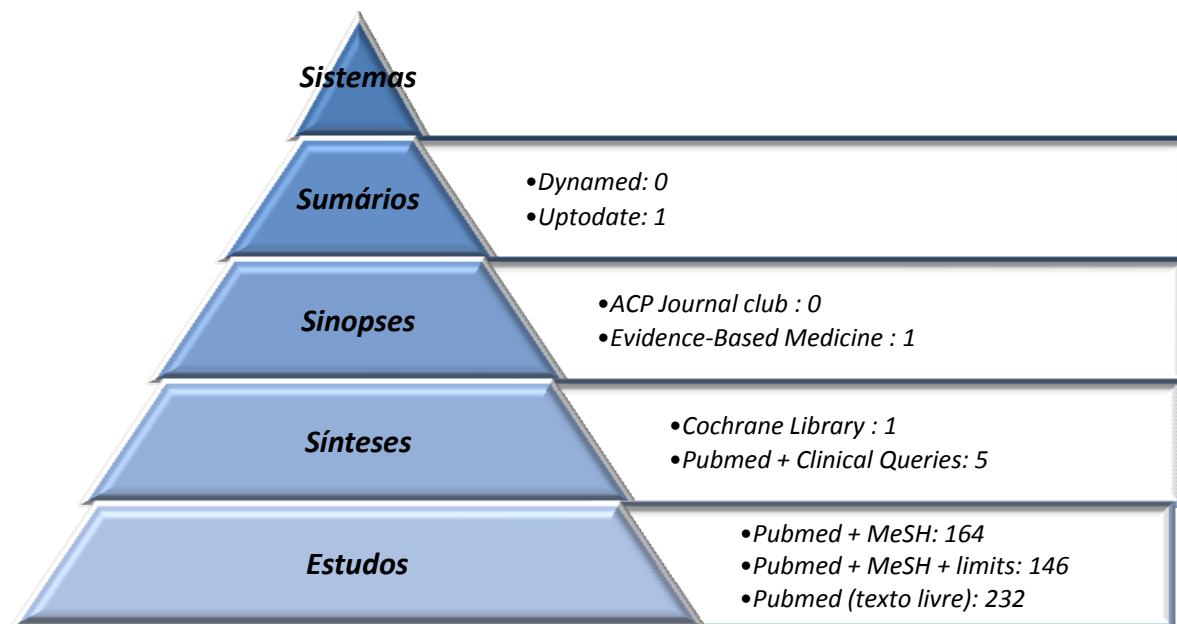 Sistemas
Sumários
•Dynamed: 0
•Uptodate: 1
Sinopses
•ACP Journal club : 0
•Evidence-Based Medicine : 1
Sínteses
•Cochrane Library : 1
•Pubmed + Clinical Queries: 5
Estudos
•Pubmed + MeSH: 164
•Pubmed + MeSH + limits: 146
•Pubmed (texto livre): 232